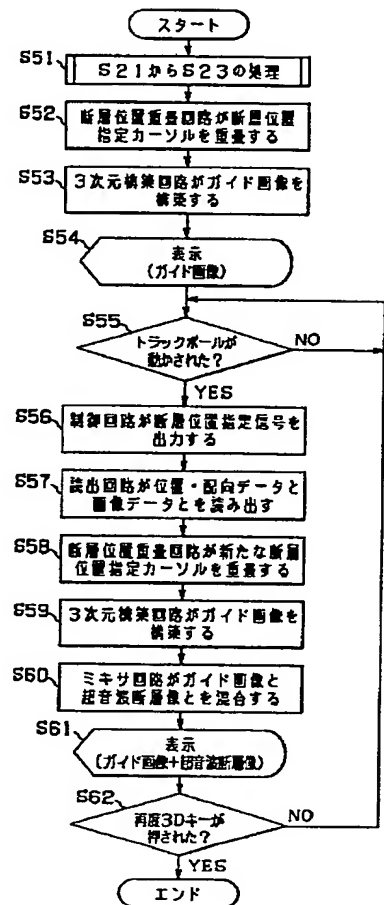 スタート
S51
S21からS23の処理
S52
断層位置重畳回路が断層位置
指定カーソルを重畳する
S53
3次元構築回路がガイド画像を
構築する
S54
表示
(ガイド画像)
S55
トラックボールが
動かされた?
NO
YES
S56
制御回路が断層位置指定信号を
出力する
S57
読出回路が位置・配向データと
画像データとを読み出す
S58
断層位置重畳回路が新たな断層
位置指定カーソルを重畳する
S59
3次元構築回路がガイド画像を
構築する
S60
ミキサ回路がガイド画像と
超音波断層像とを混合する
S61
表示
(ガイド画像+超音波断層像)
S62
再度3Dキーが
押された?
NO
YES
エンド